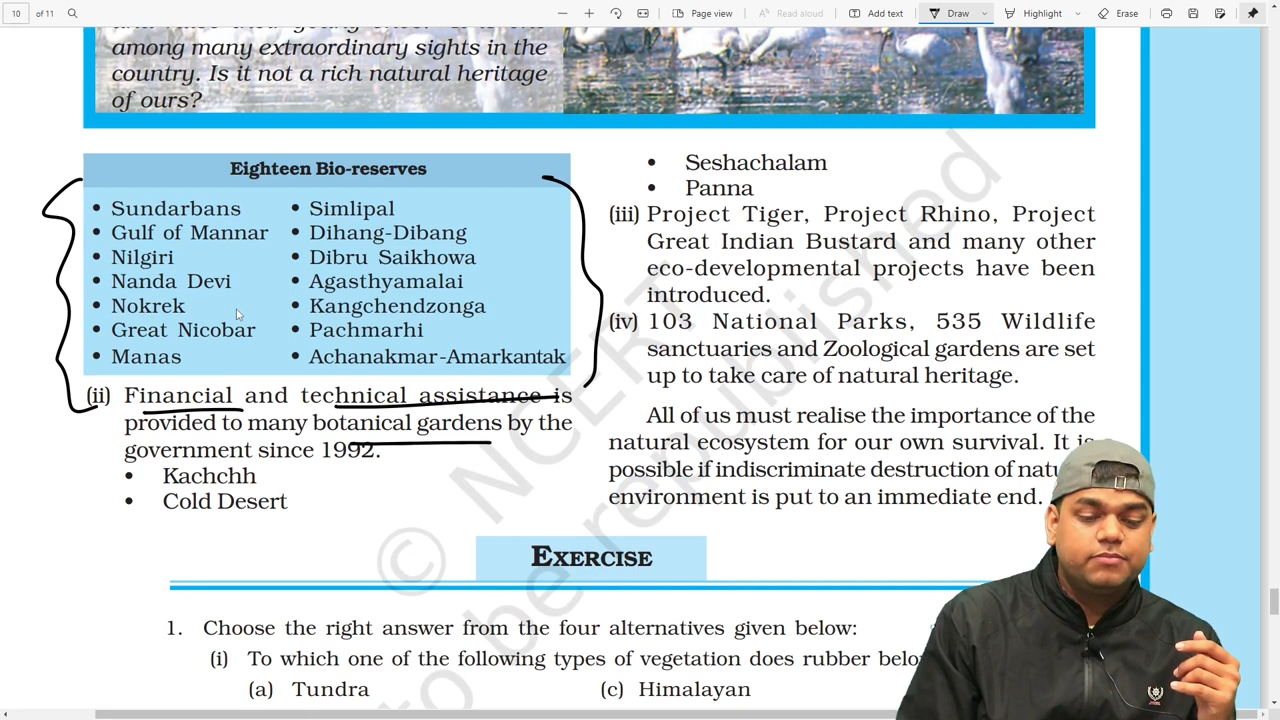 10 of 11
Page view
Read aloud
Add text
Draw
Highlight
Erase
among many extraordinary sights in the
country. Is it not a rich natural heritage
of ours?
Eighteen Bio-reserves
• Sundarbans
• Gulf of Mannar
• Nilgiri
• Nanda Devi
• Nokrek
• Great Nicobar
• Manas
• Simlipal
• Dihang-Dibang
• Dibru Saikhowa
• Agasthyamalai
• Kangchendzonga
• Pachmarhi
• Achanakmar-Amarkantak
(ii) Financial and technical assistance is
provided to many botanical gardens by the
government since 1992.
• Kachchh
• Cold Desert
• Seshachalam
• Panna
(iii) Project Tiger, Project Rhino, Project
Great Indian Bustard and many other
eco-developmental projects have been
introduced.
(iv) 103 National Parks, 535 Wildlife
sanctuaries and Zoological gardens are set
up to take care of natural heritage.
All of us must realise the importance of the
natural ecosystem for our own survival. It is
possible if indiscriminate destruction of
environment is put to an immediate end.
© NCERT
to be republished
EXERCISE
1. Choose the right answer from the four alternatives given below:
(i) To which one of the following types of vegetation does rubber
(a) Tundra
(c) Himalayan